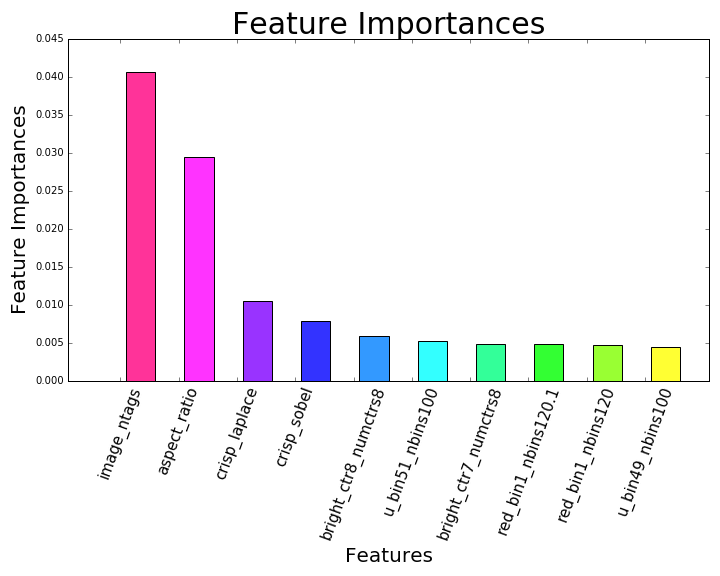 Feature Importances
0.045
0.040
0.035
0.030
0.025
0.020
0.015
0.010
0.005
0.000
Feature Importances
image_ntags
aspect_ratio
crisp_laplace
crisp_sobel
bright_ctr8_numctrs8
u_bin51_nbins100
bright_ctr7_numctrs8
red_bin1_nbins120.1
red_bin1_nbins120
u_bin49_nbins100
Features